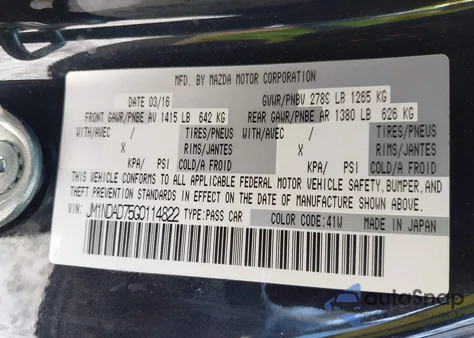 MFD. BY MAZDA MOTOR CORPORATION
DATE 03/16 GVWR/PNBV 2789 LB 1265 KG
FRONT GAWR/PNBE AV 1415 LB 642 KG REAR GAWR/PNBE AR 1380 LB 626 KG
WITH/AVEC / TIRES/PNEU WITH/AVEC / TIRES/PNEU
X RIMS/JANTES X RIMS/JANTES
KPA/ PSI COLD/A FROID KPA/ PSI COLD/A FROID
THIS VEHICLE CONFORMS TO ALL APPLICABLE FEDERAL MOTOR VEHICLE SAFETY, BUMPER, AND
THEFT PREVENTION STANDARDS IN EFFECT ON THE DATE OF MANUFACTURE SHOWN ABOVE.
VIN: JM1NDAD75G0114822 TYPE:PASS CAR COLOR CODE:41W MADE IN JAPAN
autoSnap